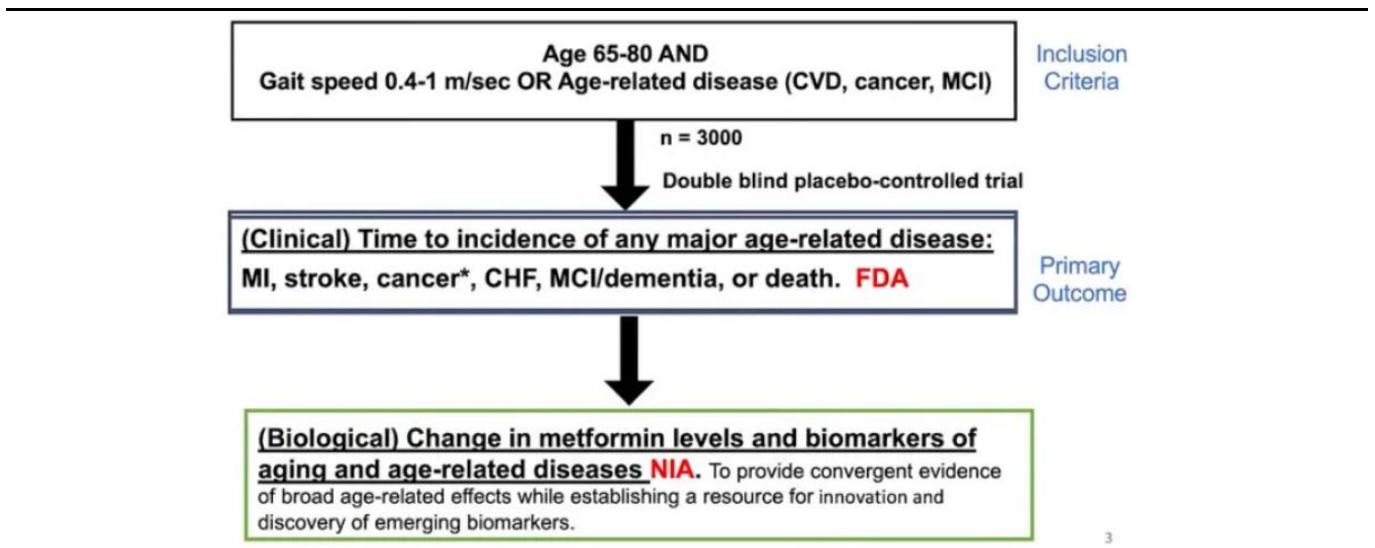 Age 65-80 AND
Gait speed 0.4-1 m/sec OR Age-related disease (CVD, cancer, MCI)
Inclusion
Criteria
n = 3000
Double blind placebo-controlled trial
(Clinical) Time to incidence of any major age-related disease:
MI, stroke, cancer*, CHF, MCI/dementia, or death. FDA
Primary
Outcome
(Biological) Change in metformin levels and biomarkers of
aging and age-related diseases NIA. To provide convergent evidence
of broad age-related effects while establishing a resource for innovation and
discovery of emerging biomarkers.
3